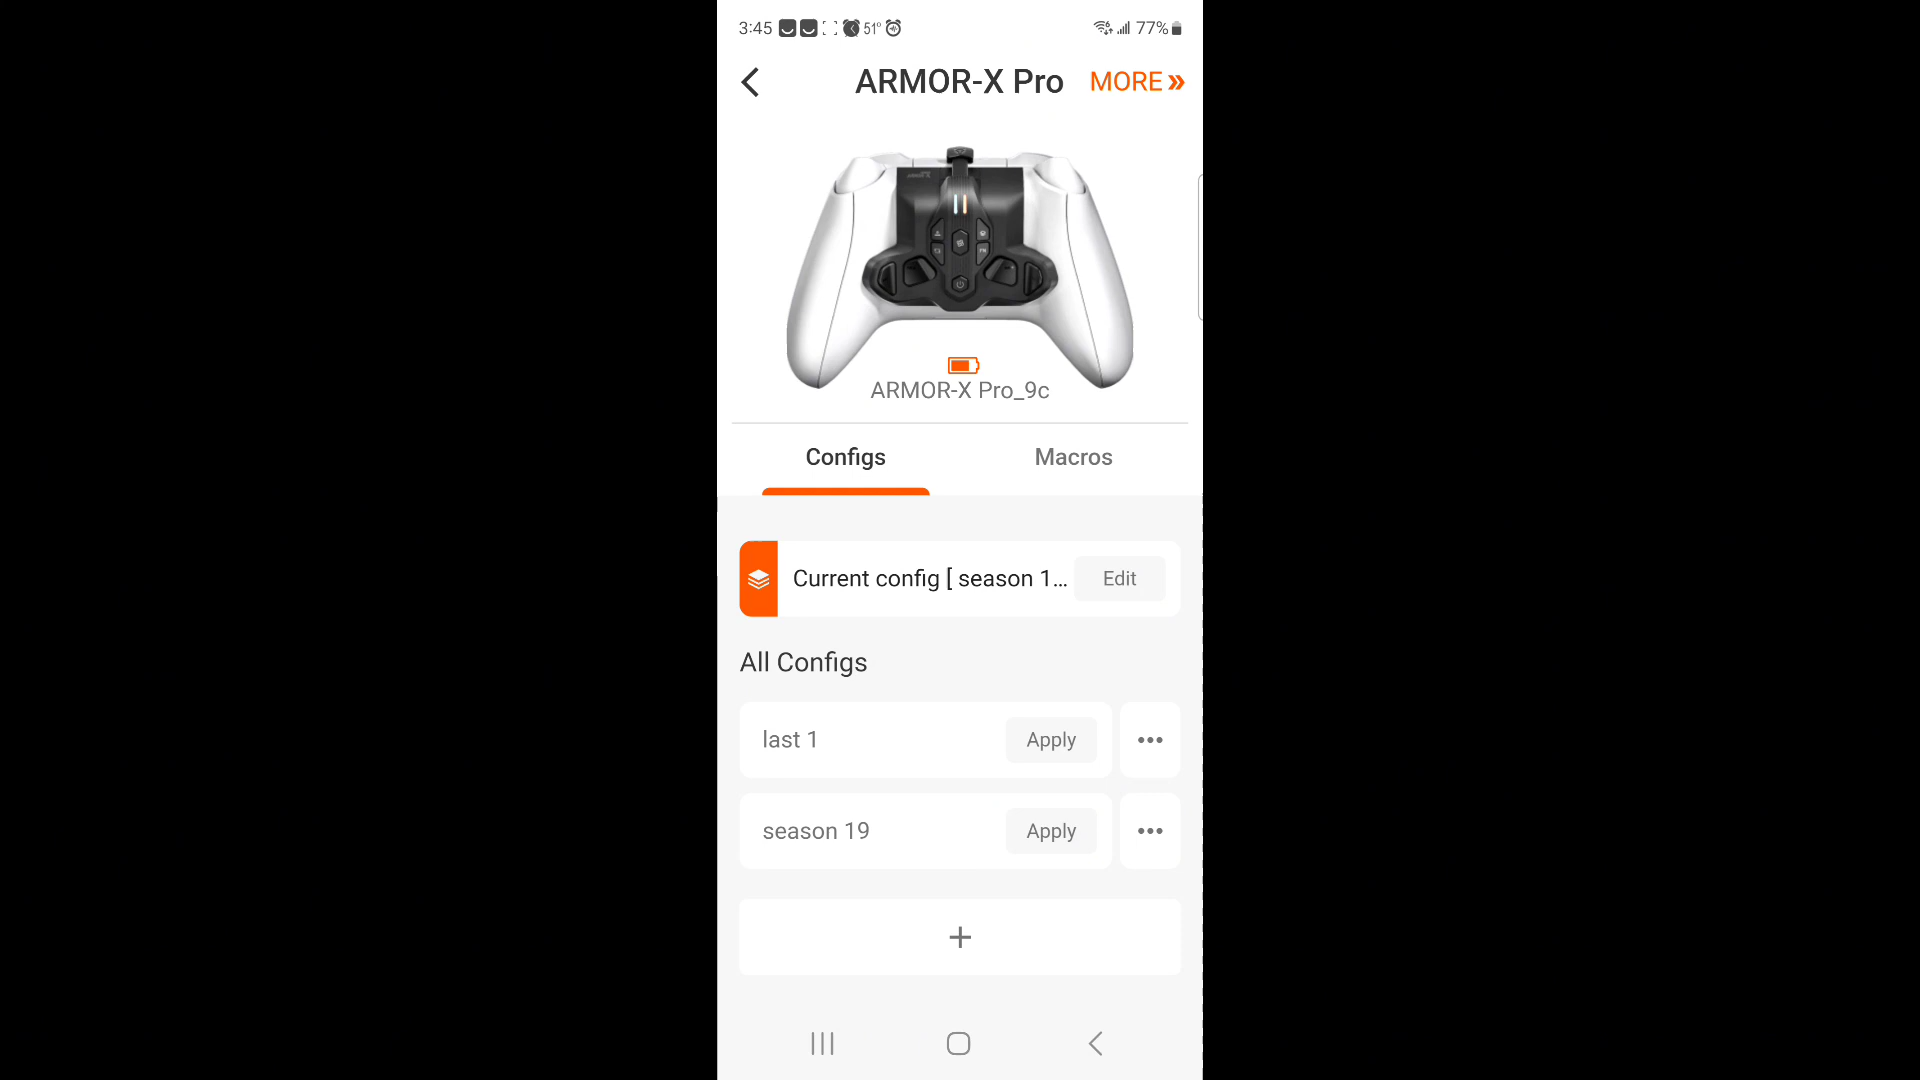 3:45 51° 77%
ARMOR-X Pro MORE »
ARMOR-X Pro_9c
Configs Macros
Current config [ season 1... Edit
All Configs
last 1 Apply
season 19 Apply